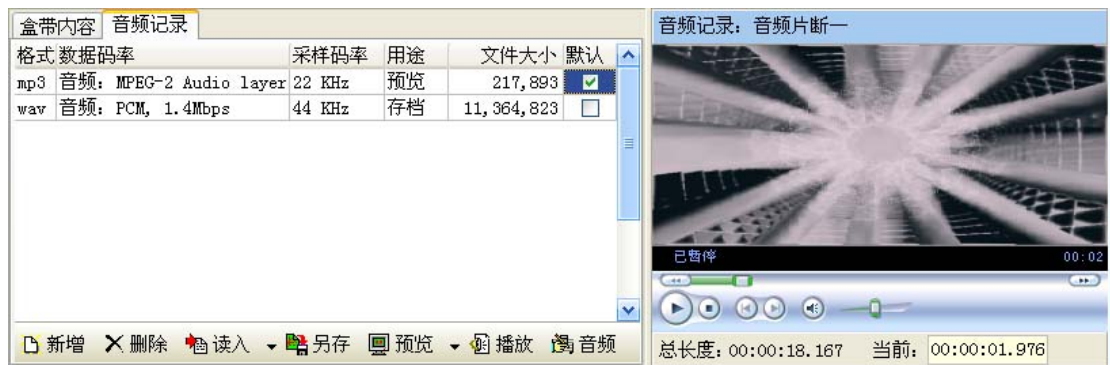 盒带内容 音频记录
格式 数据码率 采样码率 用途 文件大小 默认
mp3 音频: MPEG-2 Audio layer 22 KHz 预览 217,893
wav 音频: PCM, 1.4Mbps 44 KHz 存档 11,364,823
新增 删除 读入 另存 预览 播放 音频
音频记录: 音频片断一
已暂停 00:02
总长度: 00:00:18.167 当前: 00:00:01.976